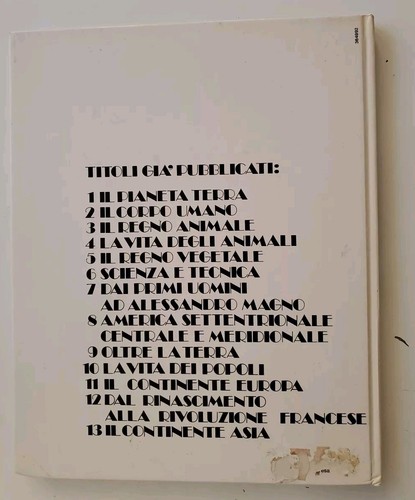 TITOLI GIA' PUBBLICATI:
1 IL PIANETA TERRA
2 IL CORPO UMANO
3 IL REGNO ANIMALE
4 LA VITA DEGLI ANIMALI
5 IL REGNO VEGETALE
6 SCIENZA E TECNICA
7 DAI PRIMI UOMINI
AD ALESSANDRO MAGNO
8 AMERICA SETTENTRIONALE
CENTRALE E MERIDIONALE
9 OLTRE LA TERRA
10 LA VITA DEI POPOLI
11 IL CONTINENTE EUROPA
12 DAL RINASCIMENTO
ALLA RIVOLUZIONE FRANCESE
13 IL CONTINENTE ASIA